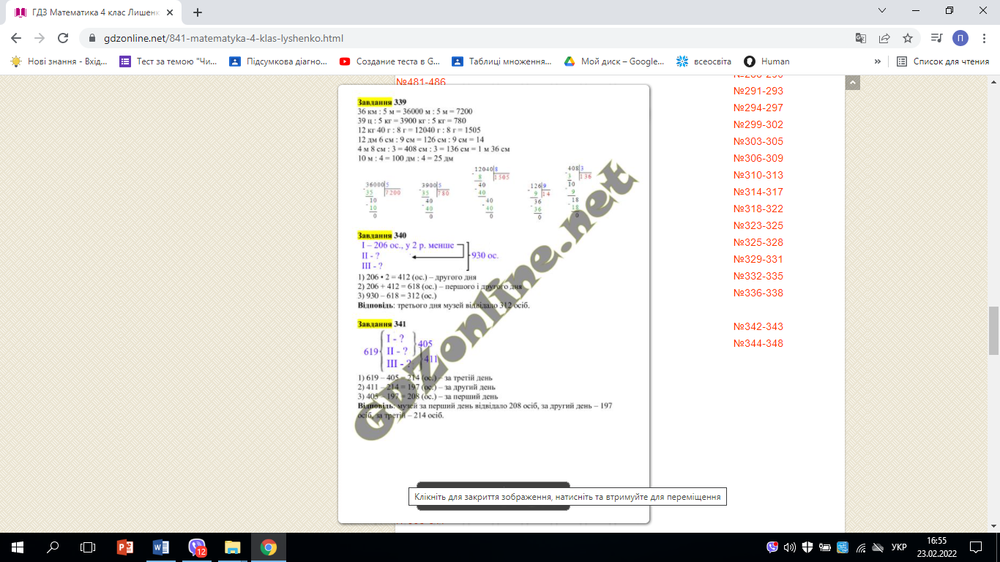 ГДЗ Математика 4 клас Лишенк
gdzonline.net/841-matematyka-4-klas-lyshenko.html
Нові знання - Вхід...
Тест за темою "Чи...
Підсумкова діагно...
Создание теста в G...
Таблиці множення...
Мой диск – Google...
всеосвіта
Human
»
Список для чтения
№481-486
Завдання 339
36 км : 5 м = 36000 м : 5 м = 7200
39 ц : 5 кг = 3900 кг : 5 кг = 780
12 кг 40 г : 8 г = 12040 г : 8 г = 1505
12 дм 6 см : 9 см = 126 см : 9 см = 14
4 м 8 см : 3 = 408 см : 3 = 136 см = 1 м 36 см
10 м : 4 = 100 дм : 4 = 25 дм
36000 5
35 7200
10
10
0
3900 5
35 780
40
40
0
12040 8
8 1505
40
40
40
40
0
126 9
9 14
36
36
0
408 3
3 136
10
9
18
18
0
Завдання 340
І – 206 ос., у 2 р. менше
ІІ - ?
ІІІ - ?
930 ос.
1) 206 • 2 = 412 (ос.) – другого дня
2) 206 + 412 = 618 (ос.) – першого і другого дня
3) 930 – 618 = 312 (ос.)
Відповідь: третього дня музей відвідало 312 осіб.
Завдання 341
619
І - ?
ІІ - ?
ІІІ - ?
405
411
1) 619 – 405 = 214 (ос.) – за третій день
2) 411 – 214 = 197 (ос.) – за другий день
3) 405 – 197 = 208 (ос.) – за перший день
Відповідь: музей за перший день відвідало 208 осіб, за другий день – 197
осіб, за третій – 214 осіб.
Gdzonline.net
Клікніть для закриття зображення, натисніть та втримуйте для переміщення
№291-293
№294-297
№299-302
№303-305
№306-309
№310-313
№314-317
№318-322
№323-325
№325-328
№329-331
№332-335
№336-338
№342-343
№344-348
П
12
УКР
16:55
23.02.2022